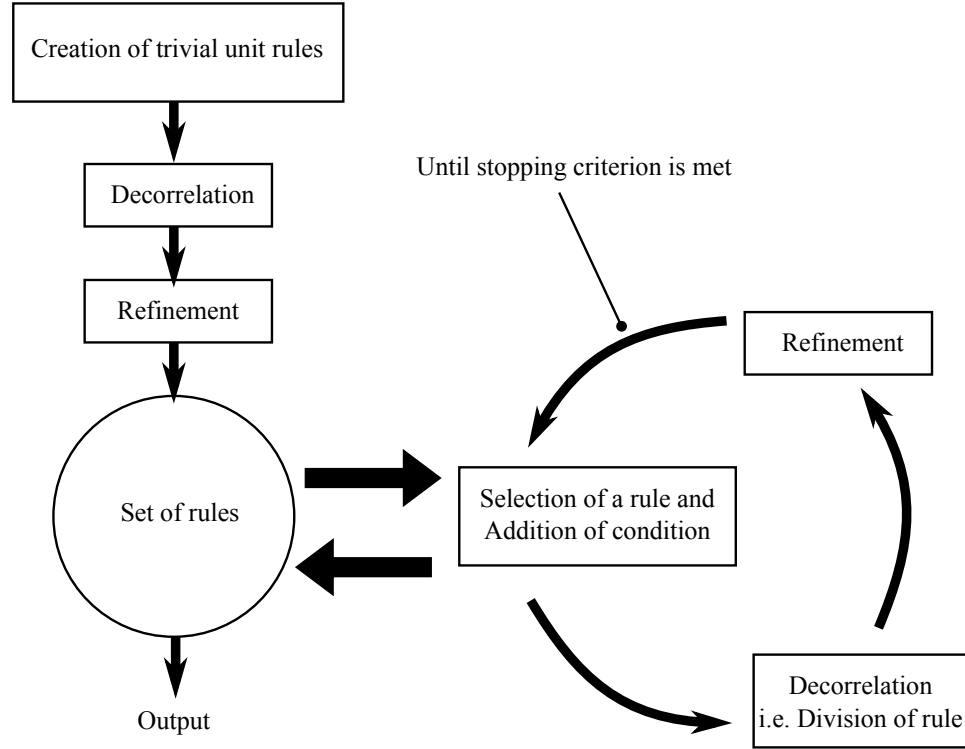 Creation of trivial unit rules
Decorrelation
Refinement
Set of rules
Output
Until stopping criterion is met
Refinement
Selection of a rule and
Addition of condition
Decorrelation
i.e. Division of rule